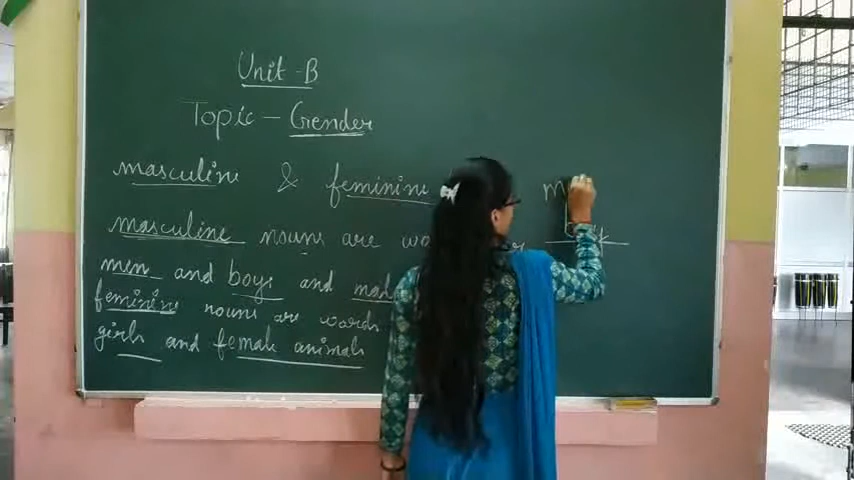 Unit - B
Topic - Gender
masculine & feminine m
masculine nouns are
men and boys and
feminine nouns are words
girls and female animals